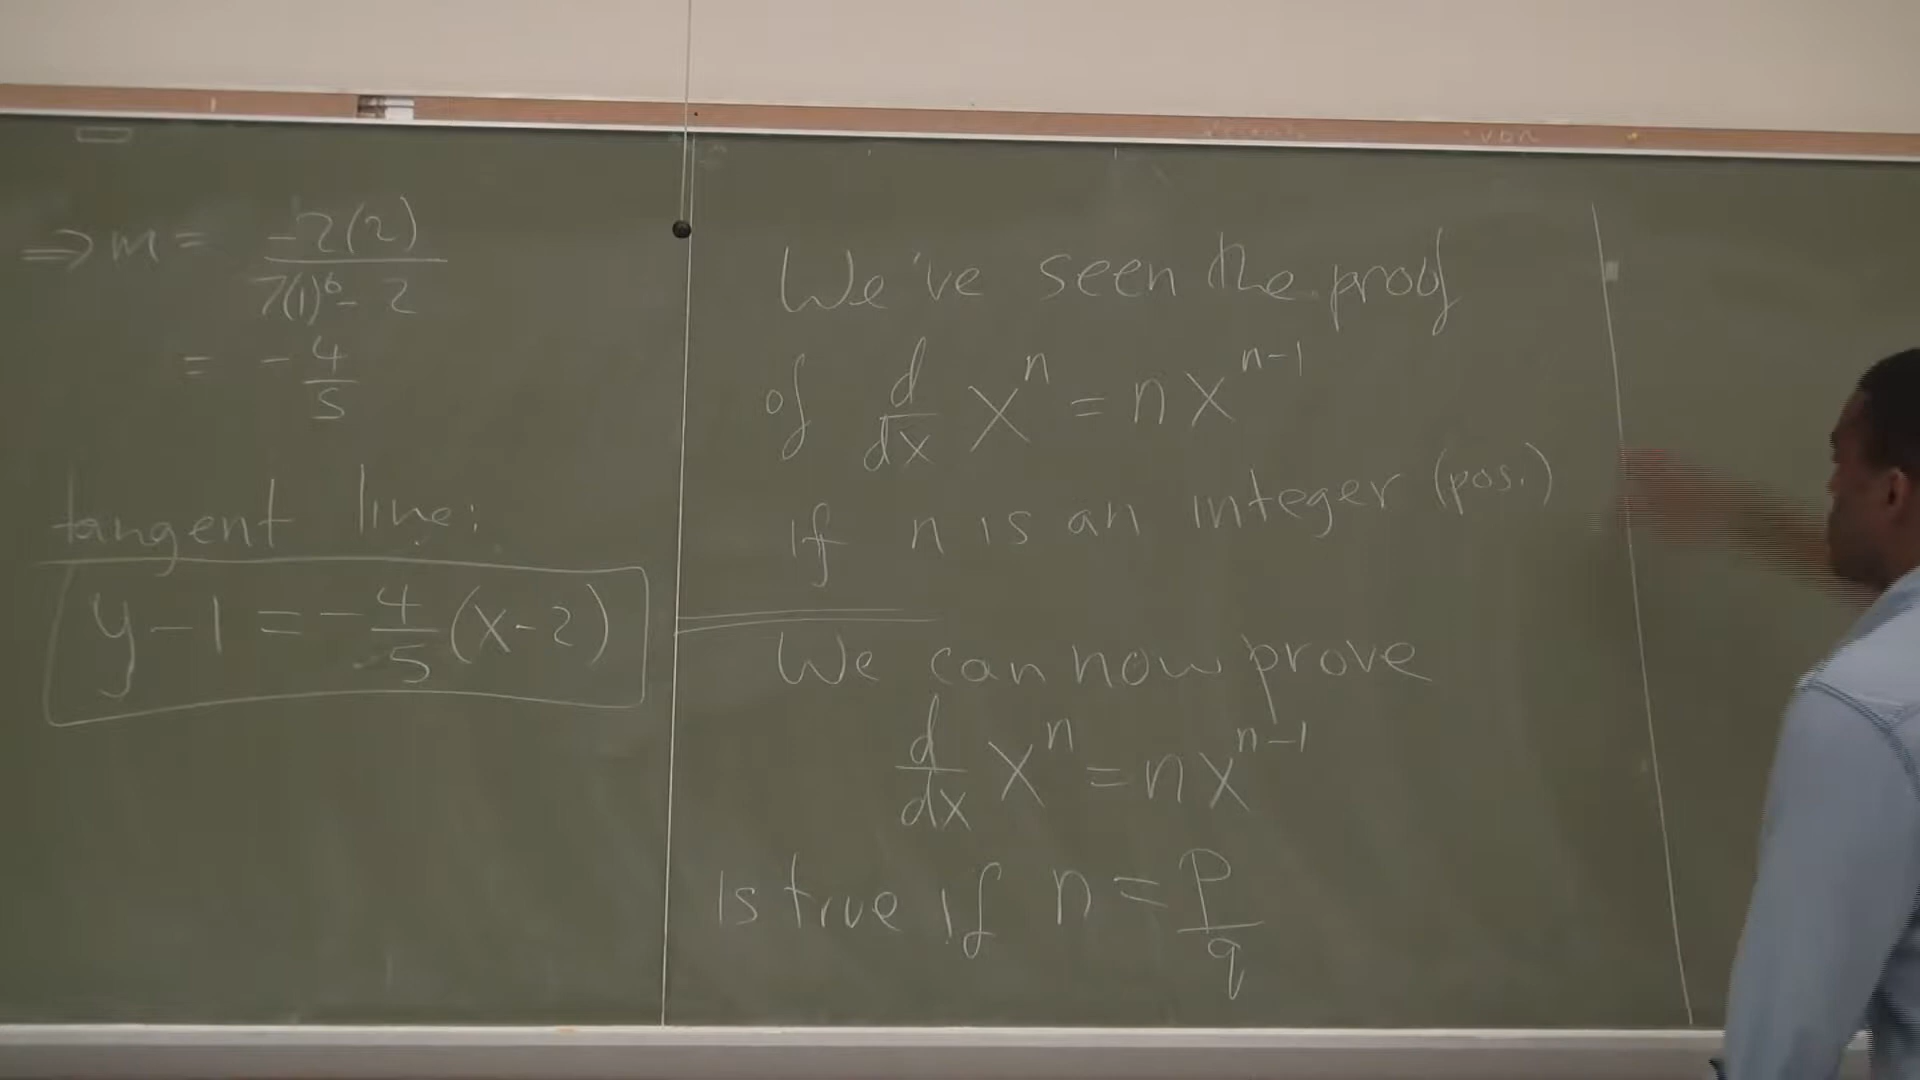 ⇒ m = -2(2) / 7(1)⁶ - 2
= - 4/5
tangent line:
y - 1 = - 4/5 (x - 2)
We've seen the proof
of d/dx xⁿ = n xⁿ⁻¹
if n is an integer (pos.)
We can now prove
d/dx xⁿ = n xⁿ⁻¹
is true if n = p/q